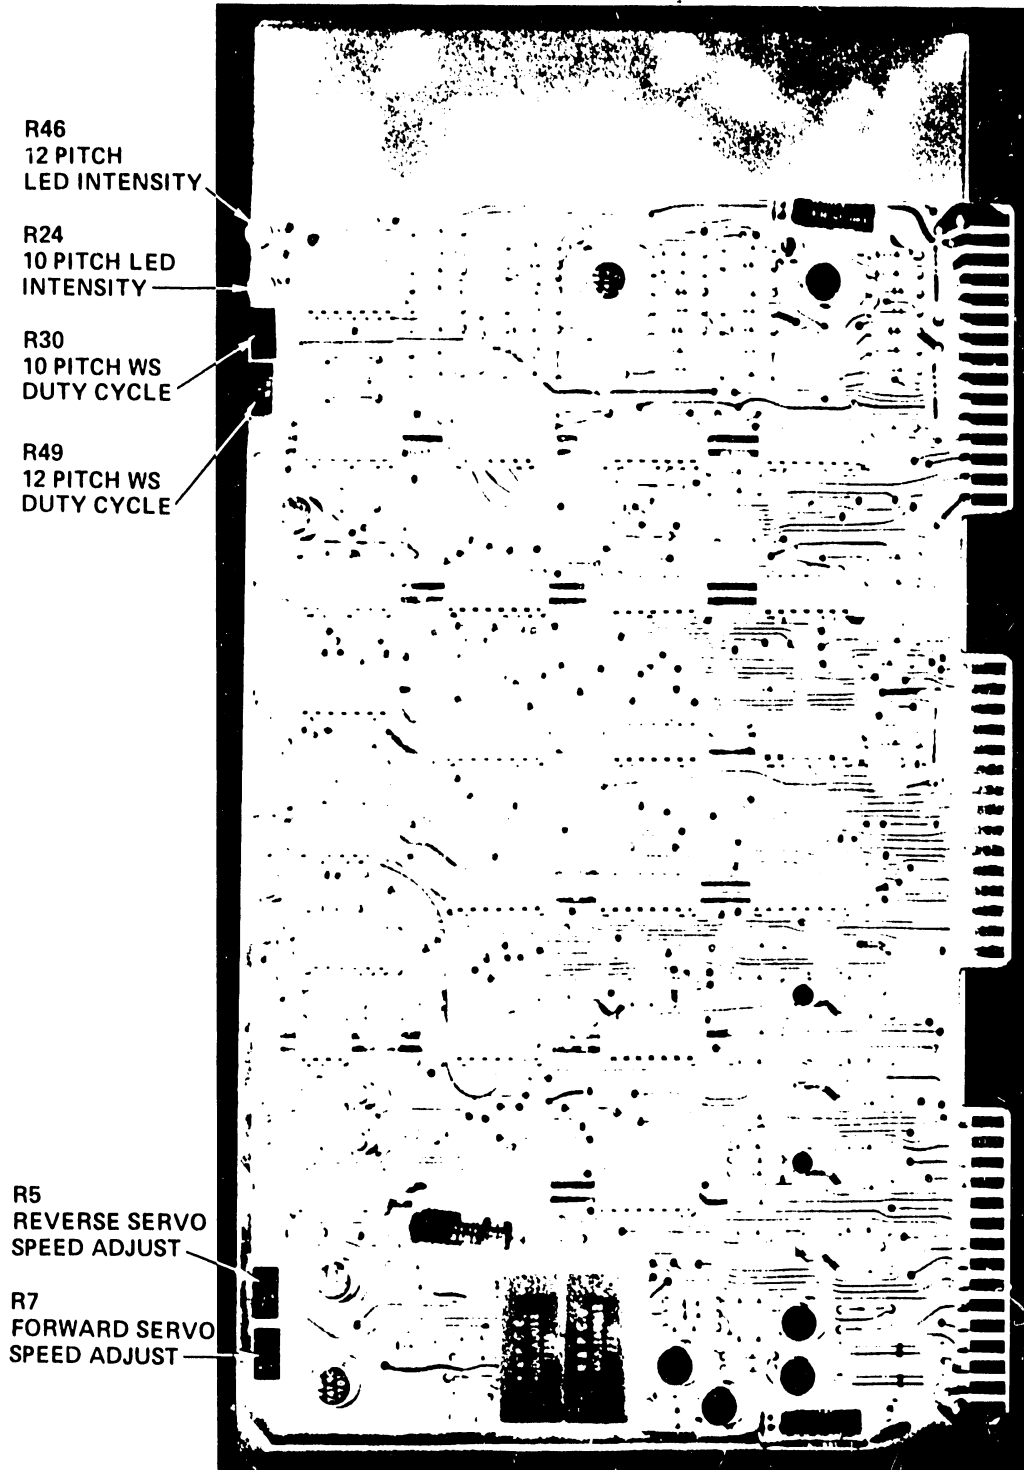 R46
12 PITCH
LED INTENSITY
R24
10 PITCH LED
INTENSITY
R30
10 PITCH WS
DUTY CYCLE
R49
12 PITCH WS
DUTY CYCLE
R5
REVERSE SERVO
SPEED ADJUST
R7
FORWARD SERVO
SPEED ADJUST